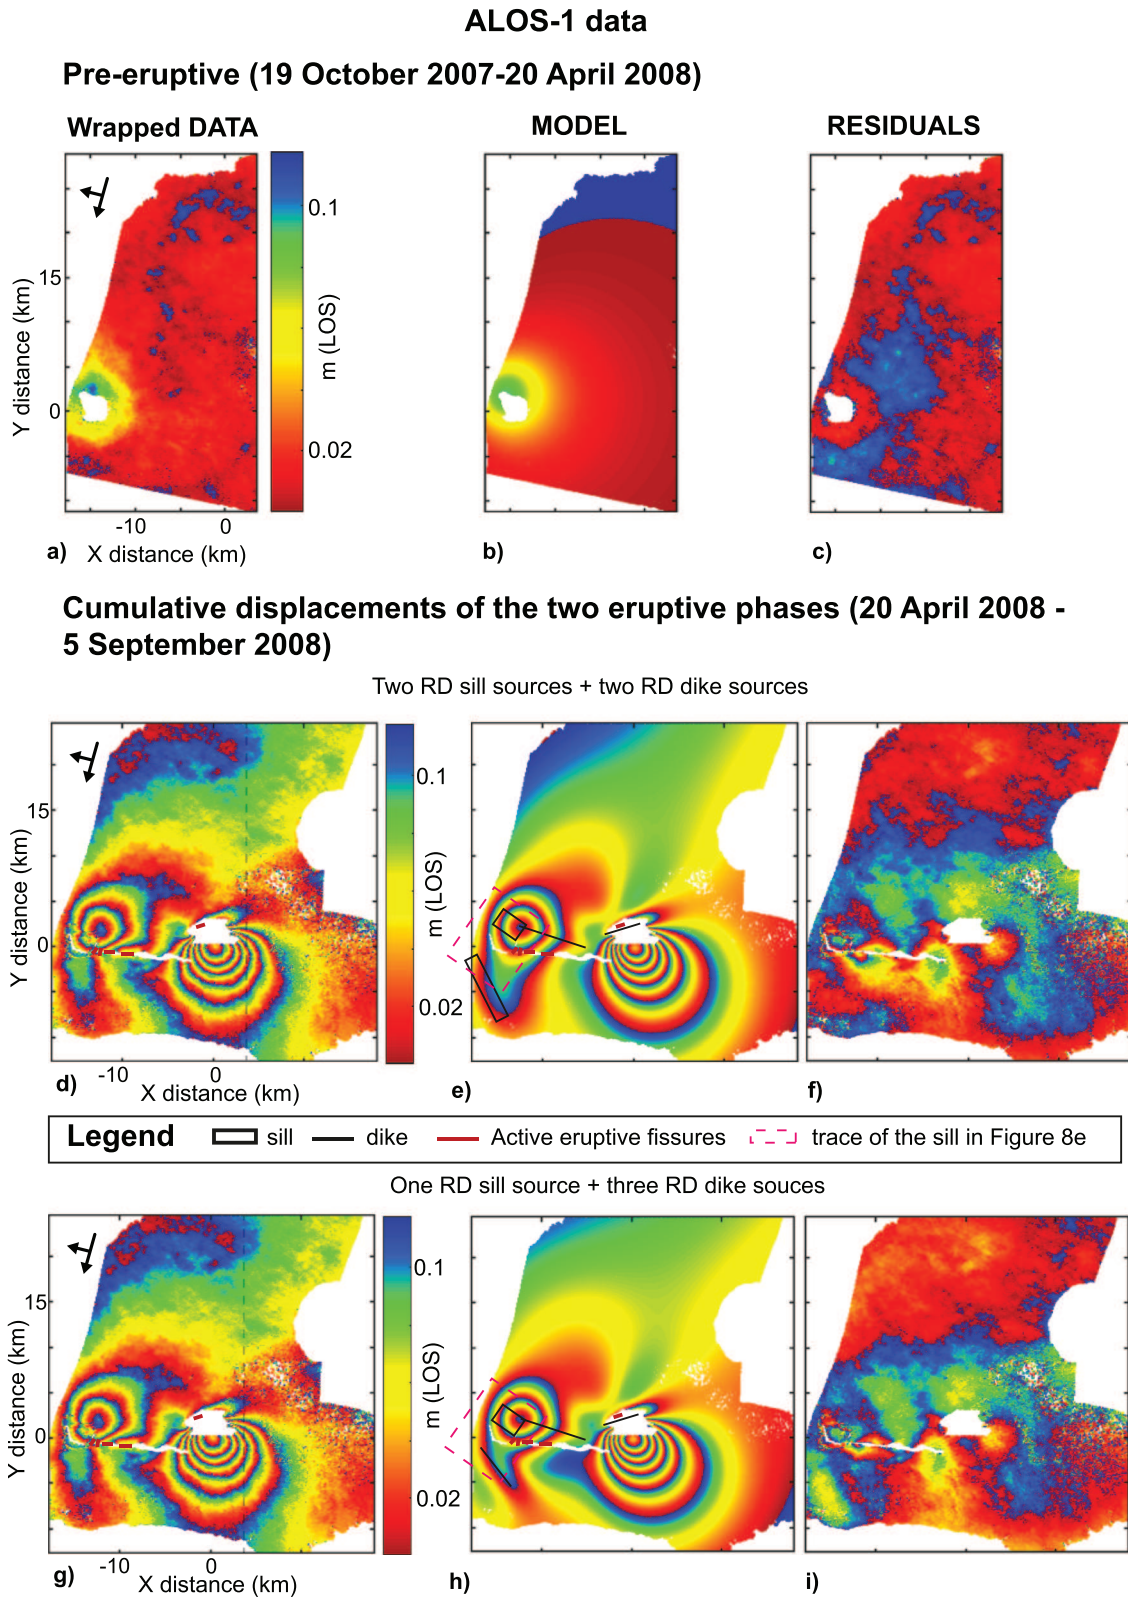 ALOS-1 data
Pre-eruptive (19 October 2007-20 April 2008)
Wrapped DATA
MODEL
RESIDUALS
0.1
15
Y distance (km)
m (LOS)
0
0.02
-10
0
a)
X distance (km)
b)
c)
Cumulative displacements of the two eruptive phases (20 April 2008 -
5 September 2008)
Two RD sill sources + two RD dike sources
0.1
15
Y distance (km)
m (LOS)
0
0.02
-10
0
d)
X distance (km)
e)
f)
Legend
sill
dike
Active eruptive fissures
trace of the sill in Figure 8e
One RD sill source + three RD dike souces
0.1
15
Y distance (km)
m (LOS)
0
0.02
-10
0
g)
X distance (km)
h)
i)